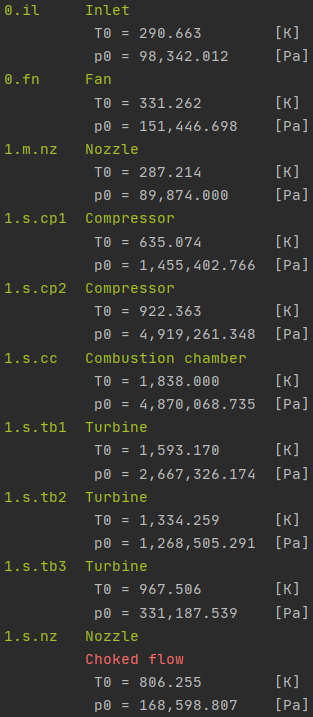 0.il Inlet
T0 = 290.663 [K]
p0 = 98,342.012 [Pa]
0.fn Fan
T0 = 331.262 [K]
p0 = 151,446.698 [Pa]
1.m.nz Nozzle
T0 = 287.214 [K]
p0 = 89,874.000 [Pa]
1.s.cp1 Compressor
T0 = 635.074 [K]
p0 = 1,455,402.766 [Pa]
1.s.cp2 Compressor
T0 = 922.363 [K]
p0 = 4,919,261.348 [Pa]
1.s.cc Combustion chamber
T0 = 1,838.000 [K]
p0 = 4,870,068.735 [Pa]
1.s.tb1 Turbine
T0 = 1,593.170 [K]
p0 = 2,667,326.174 [Pa]
1.s.tb2 Turbine
T0 = 1,334.259 [K]
p0 = 1,268,505.291 [Pa]
1.s.tb3 Turbine
T0 = 967.506 [K]
p0 = 331,187.539 [Pa]
1.s.nz Nozzle
Choked flow
T0 = 806.255 [K]
p0 = 168,598.807 [Pa]